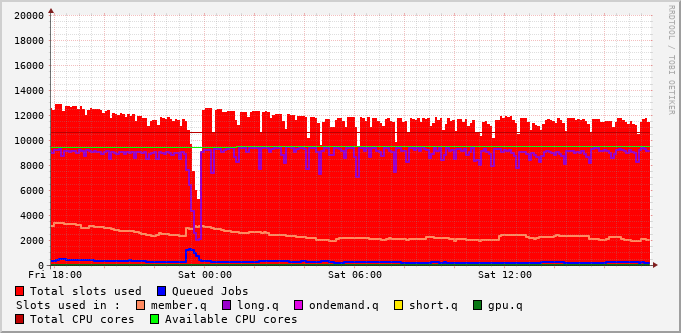 20000
18000
16000
14000
12000
10000
8000
6000
4000
2000
0
Fri 18:00 Sat 00:00 Sat 06:00 Sat 12:00
RRDTOOL / TOBI OETIKER
Total slots used Queued Jobs
Slots used in : member.q long.q ondemand.q short.q gpu.q
Total CPU cores Available CPU cores